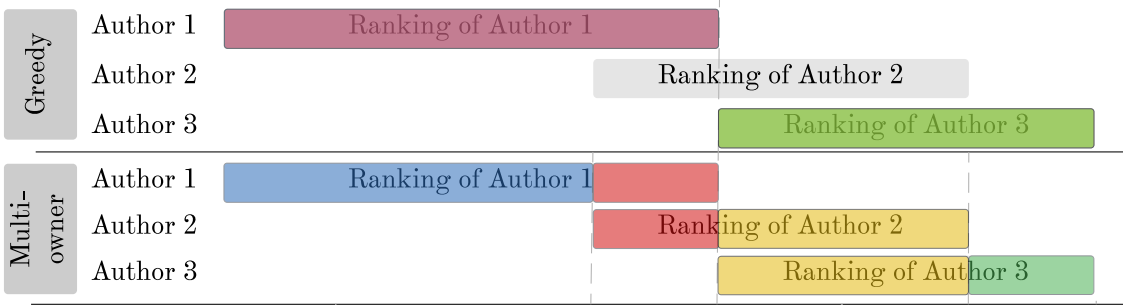 Greedy
Author 1
Ranking of Author 1
Author 2
Ranking of Author 2
Author 3
Ranking of Author 3
Multi-
owner
Author 1
Ranking of Author 1
Author 2
Ranking of Author 2
Author 3
Ranking of Author 3